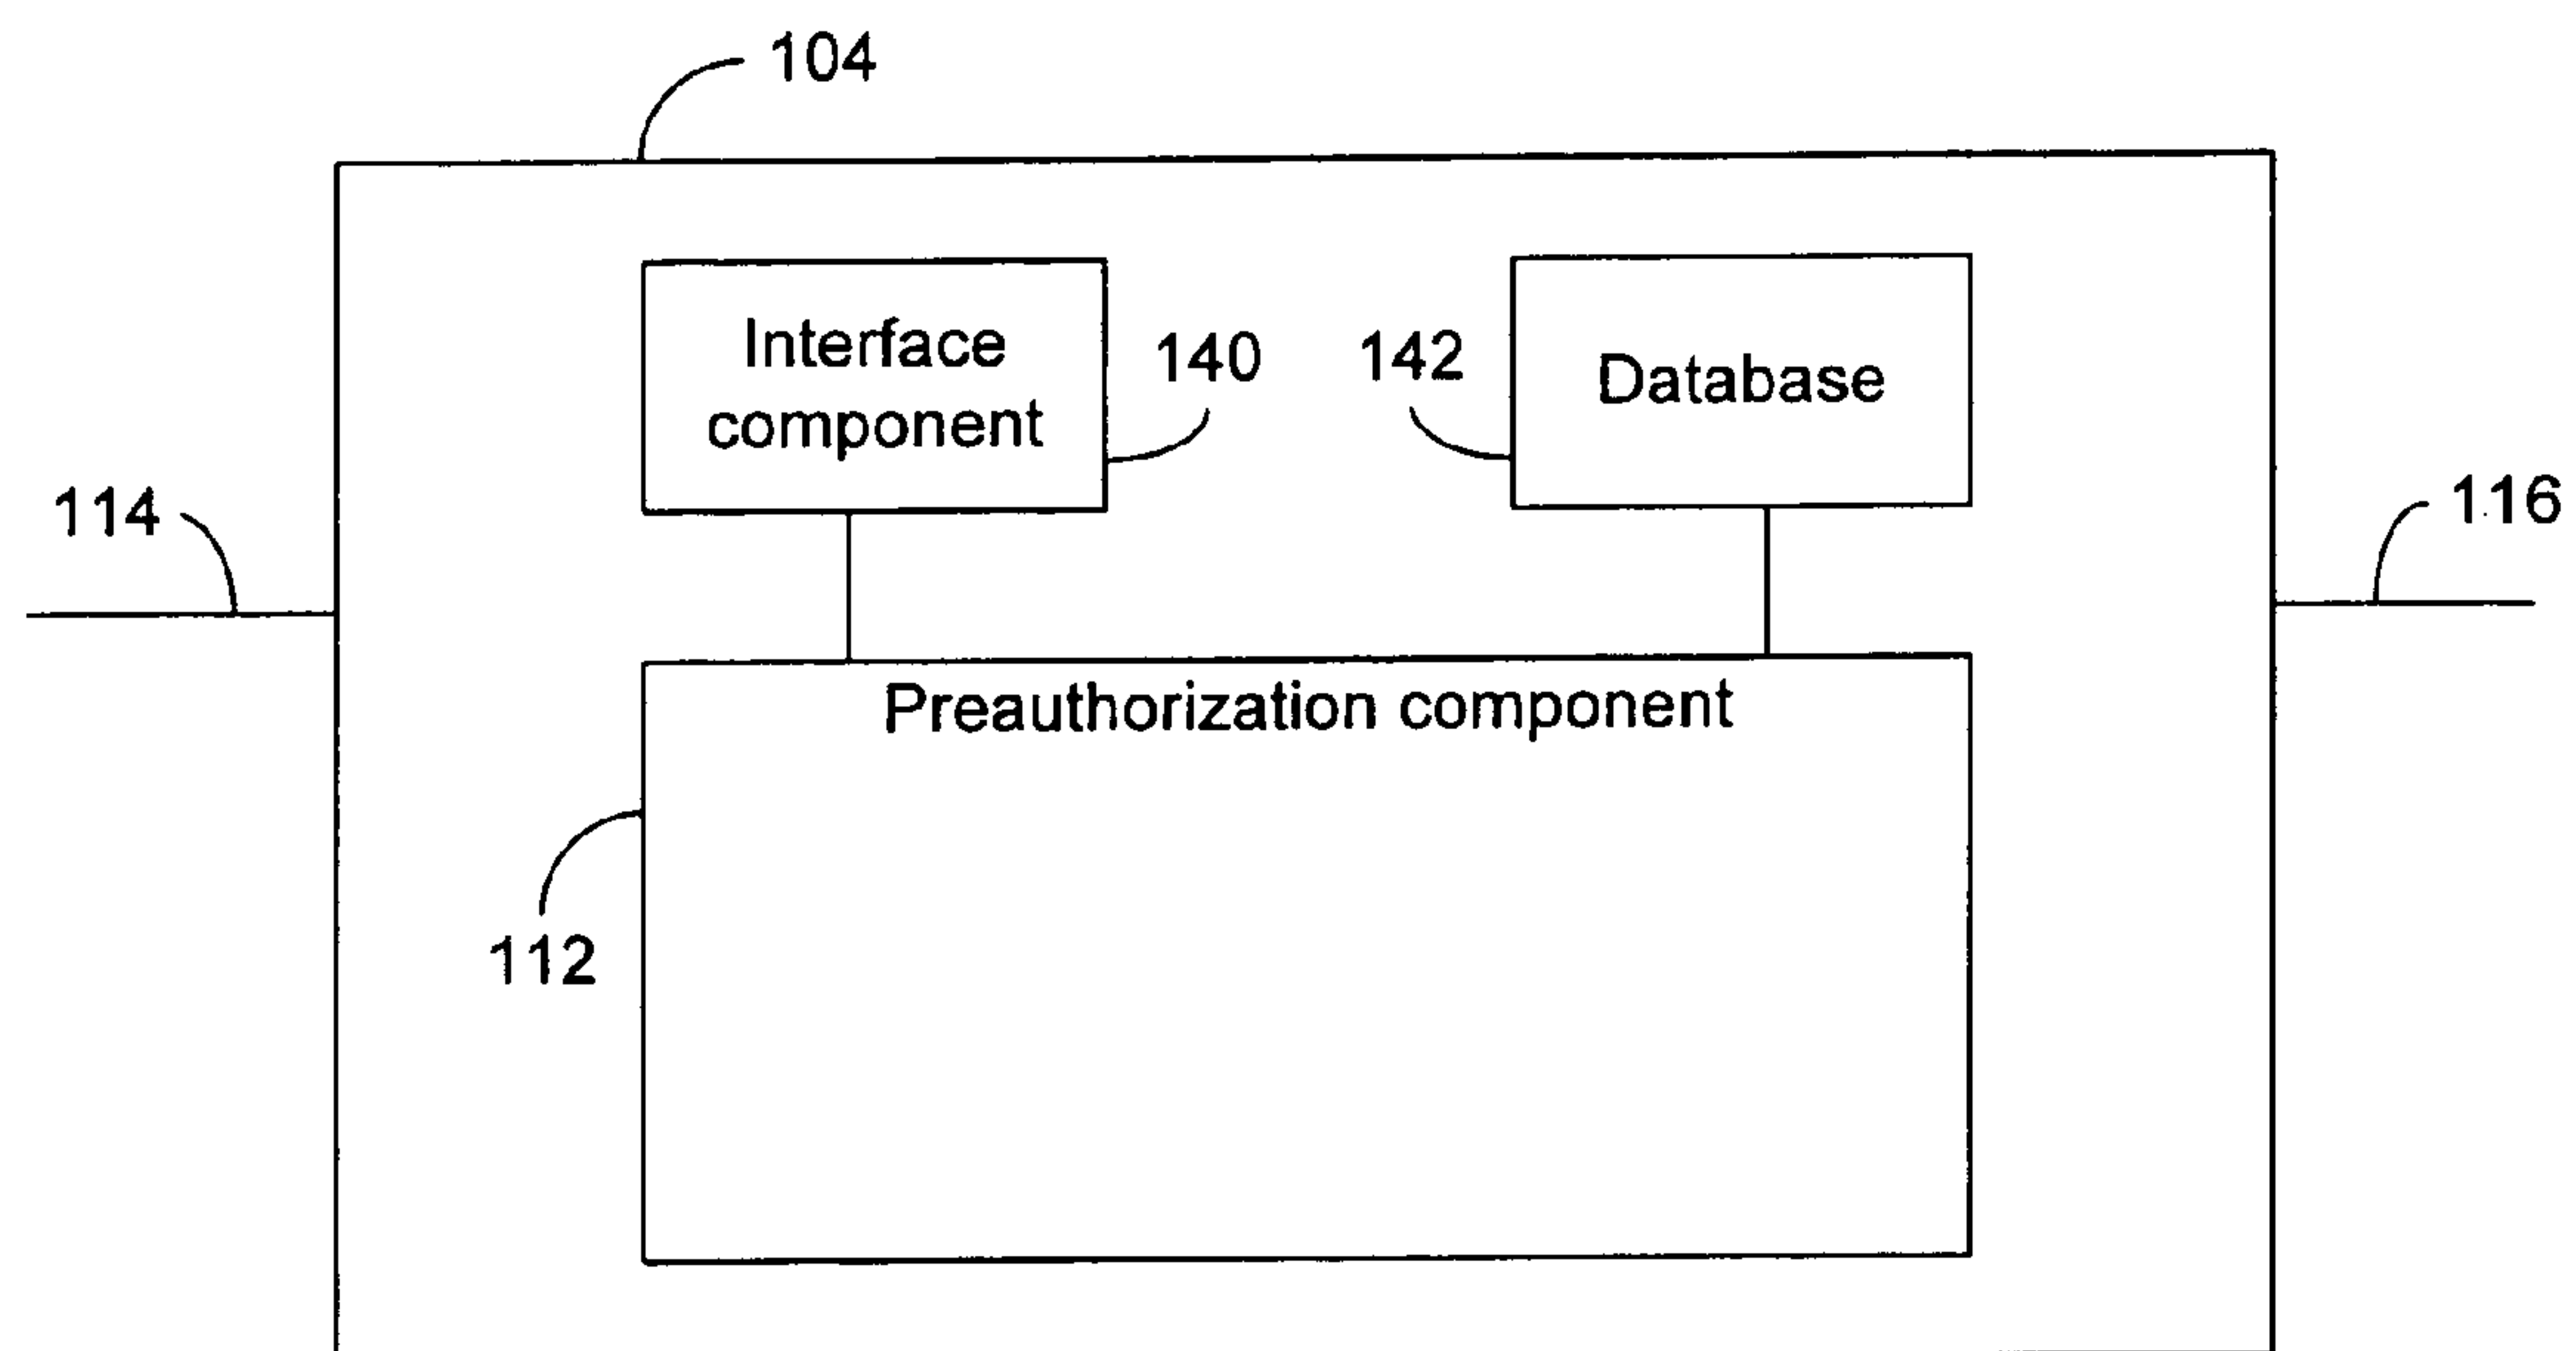 104
Interface
component
140
142
Database
114
116
Preauthorization component
112